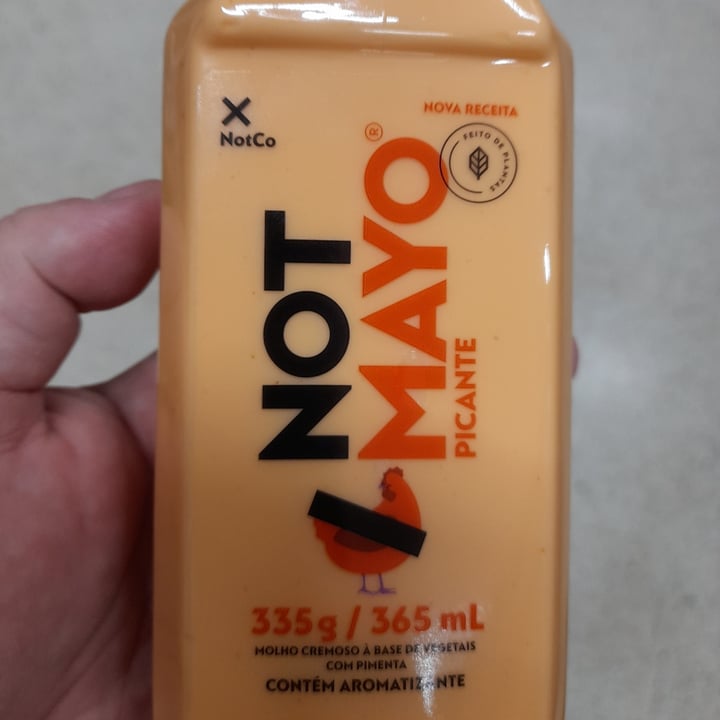 NotCo
NOVA RECEITA
FEITO DE PLANTAS
NOT
MAYO®
PICANTE
335g / 365 mL
MOLHO CREMOSO À BASE DE VEGETAIS
COM PIMENTA
CONTÉM AROMATIZANTE